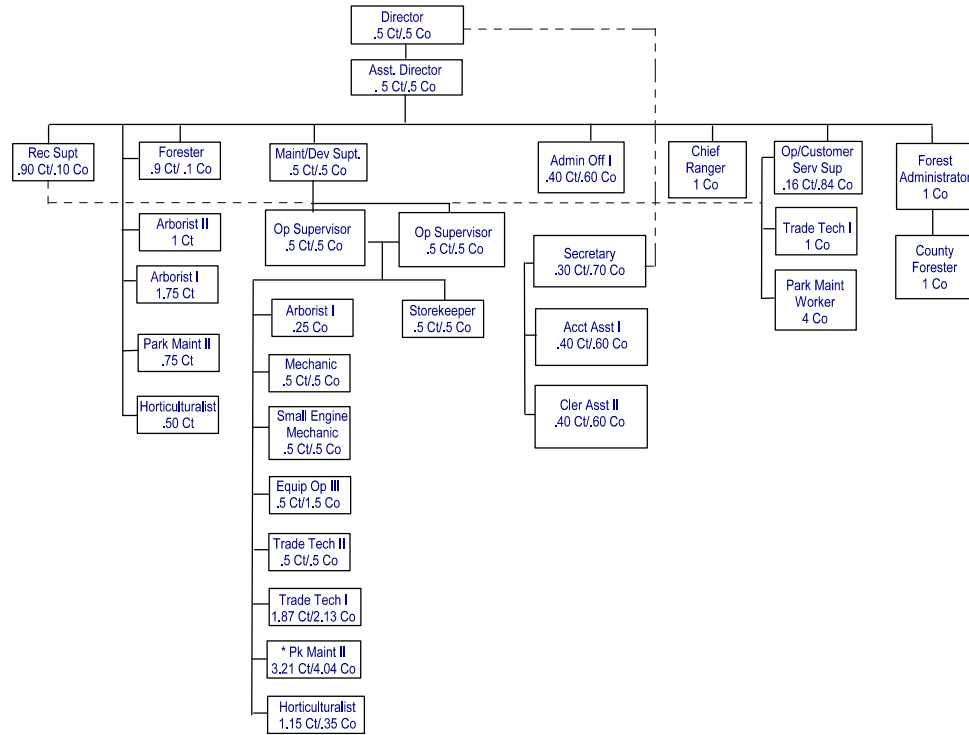 Director
.5 Ct/.5 Co
Asst. Director
. 5 Ct/.5 Co
Rec Supt
.90 Ct/.10 Co
Forester
.9 Ct/ .1 Co
Maint/Dev Supt.
.5 Ct/.5 Co
Admin Off I
.40 Ct/.60 Co
Chief
Ranger
1 Co
Op/Customer
Serv Sup
.16 Ct/.84 Co
Forest
Administrator
1 Co
Arborist II
1 Ct
Arborist I
1.75 Ct
Park Maint II
.75 Ct
Horticulturalist
.50 Ct
Op Supervisor
.5 Ct/.5 Co
Op Supervisor
.5 Ct/.5 Co
Storekeeper
.5 Ct/.5 Co
Arborist I
.25 Co
Mechanic
.5 Ct/.5 Co
Small Engine
Mechanic
.5 Ct/.5 Co
Equip Op III
.5 Ct/1.5 Co
Trade Tech II
.5 Ct/.5 Co
Trade Tech I
1.87 Ct/2.13 Co
* Pk Maint II
3.21 Ct/4.04 Co
Horticulturalist
1.15 Ct/.35 Co
Secretary
.30 Ct/.70 Co
Acct Asst I
.40 Ct/.60 Co
Cler Asst II
.40 Ct/.60 Co
Trade Tech I
1 Co
Park Maint
Worker
4 Co
County
Forester
1 Co